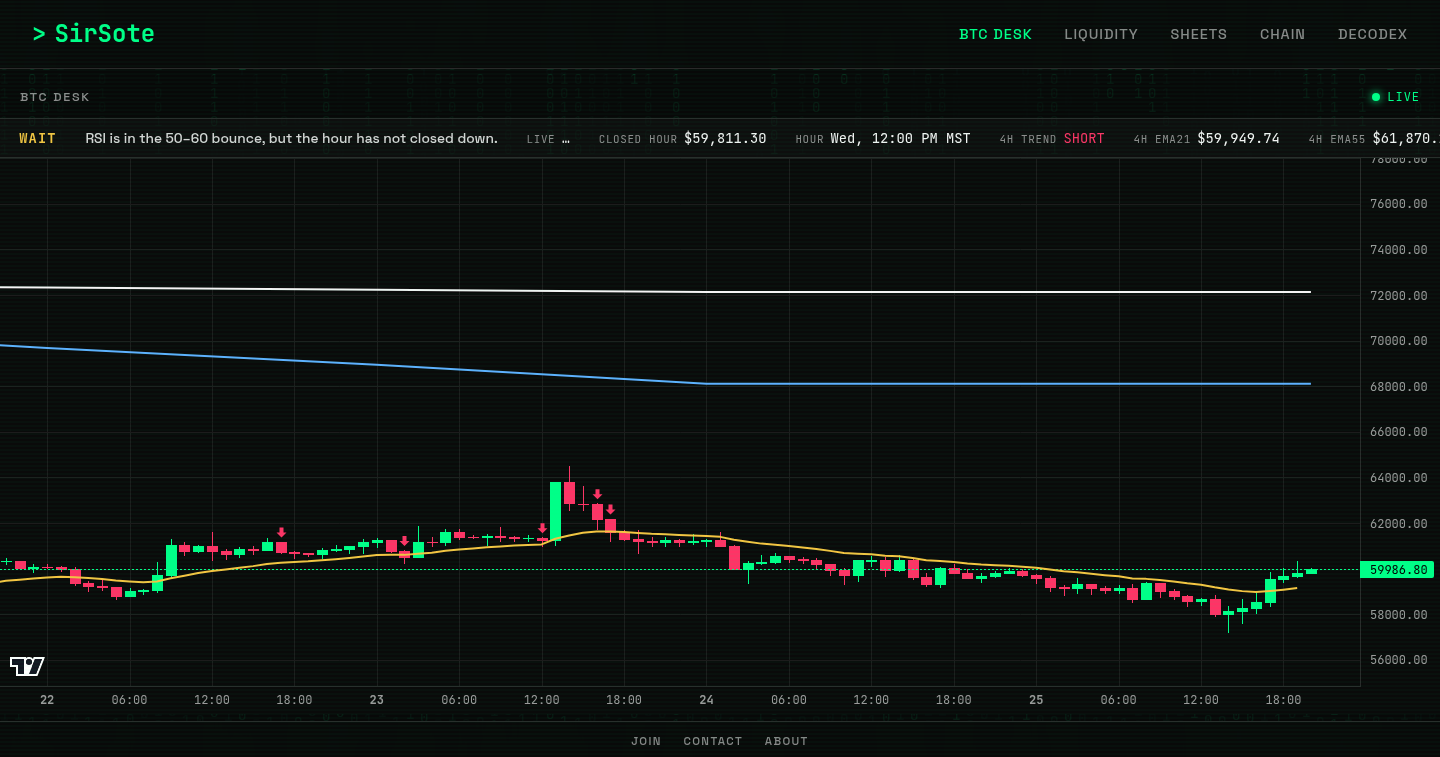 > SirSote
BTC DESK LIQUIDITY SHEETS CHAIN DECODEX
BTC DESK
LIVE
WAIT RSI is in the 50–60 bounce, but the hour has not closed down. LIVE … CLOSED HOUR $59,811.30 HOUR Wed, 12:00 PM MST 4H TREND SHORT 4H EMA21 $59,949.74 4H EMA55 $61,870.
78000.00
76000.00
74000.00
72000.00
70000.00
68000.00
66000.00
64000.00
62000.00
59986.80
58000.00
56000.00
22 06:00 12:00 18:00 23 06:00 12:00 18:00 24 06:00 12:00 18:00 25 06:00 12:00 18:00
JOIN CONTACT ABOUT